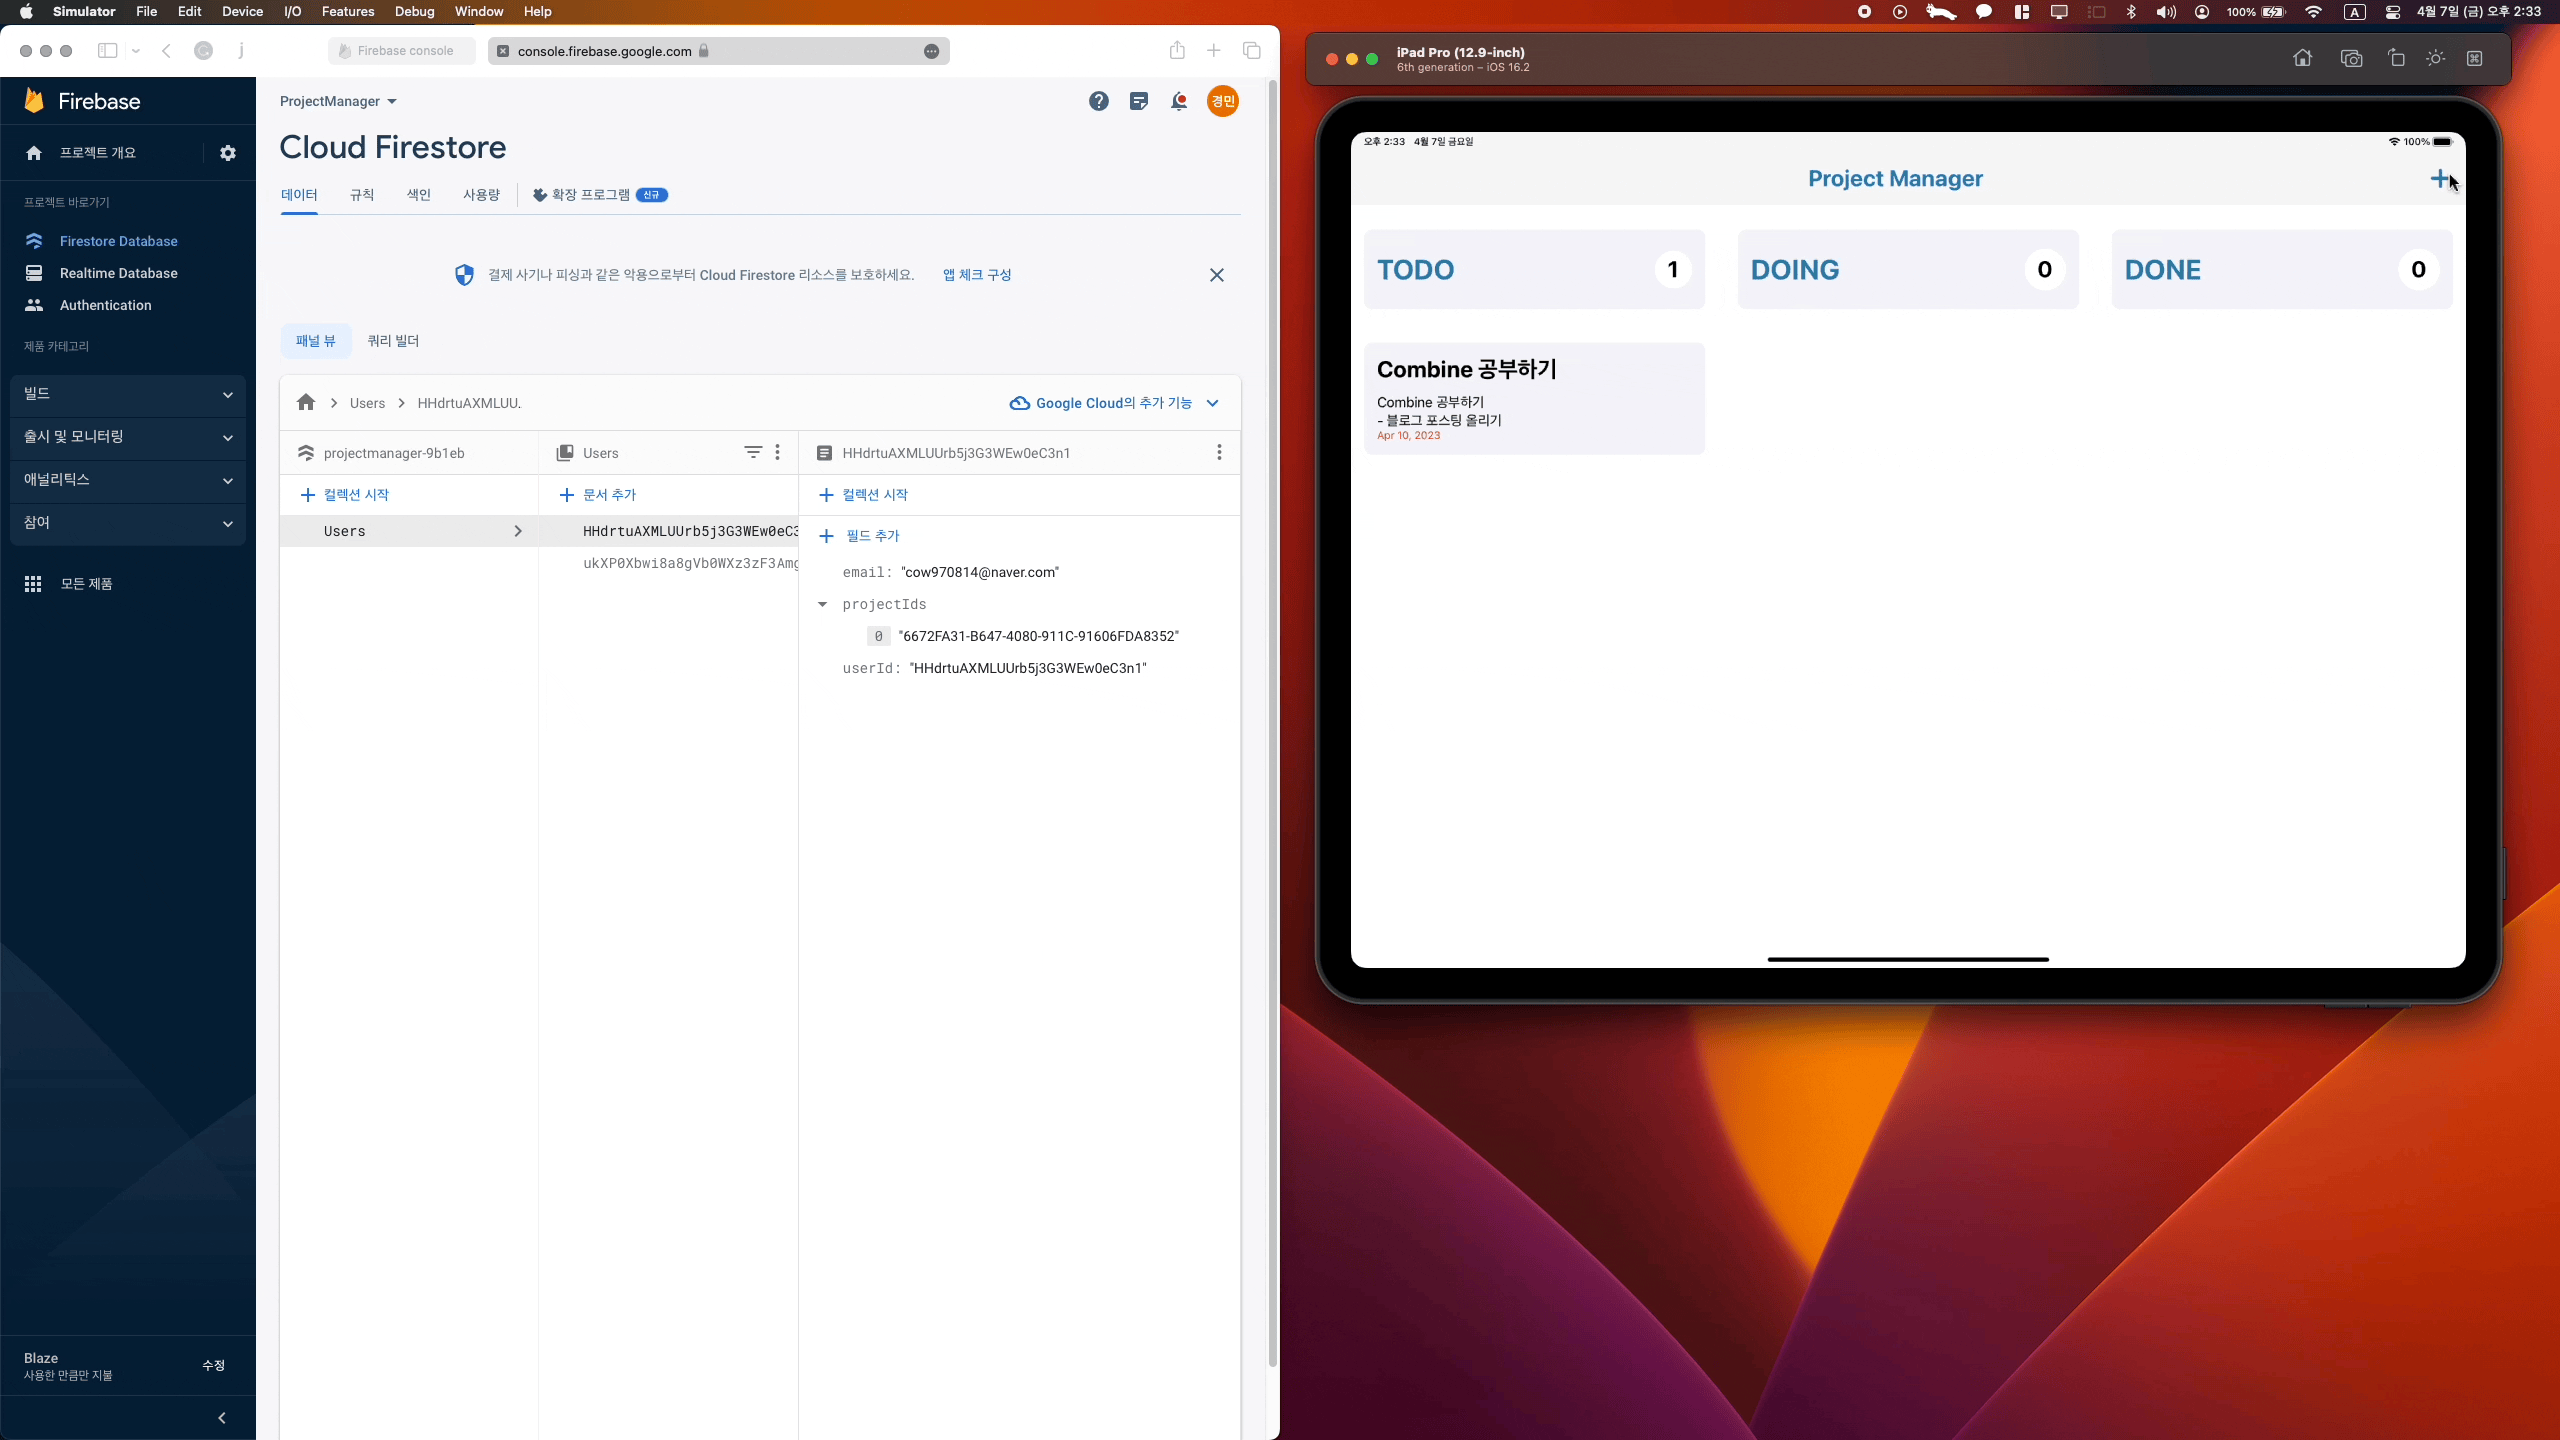 Simulator File Edit Device I/O Features Debug Window Help
100% A 4월 7일 (금) 오후 2:33
j Firebase console console.firebase.google.com
Firebase
프로젝트 개요
프로젝트 바로가기
Firestore Database
Realtime Database
Authentication
제품 카테고리
빌드
출시 및 모니터링
애널리틱스
참여
모든 제품
Blaze
사용한 만큼만 지불
수정
ProjectManager
경민
Cloud Firestore
데이터 규칙 색인 사용량 확장 프로그램 신규
결제 사기나 피싱과 같은 악용으로부터 Cloud Firestore 리소스를 보호하세요. 앱 체크 구성
패널 뷰 쿼리 빌더
Users HHdrtuAXMLUU.
Google Cloud의 추가 기능
projectmanager-9b1eb
컬렉션 시작
Users
Users
문서 추가
HHdrtuAXMLUUrb5j3G3WEw0eC3
ukXP0Xbwi8a8gVb0WXz3zF3Amg
HHdrtuAXMLUUrb5j3G3WEw0eC3n1
컬렉션 시작
필드 추가
email: "cow970814@naver.com"
projectIds
0 "6672FA31-B647-4080-911C-91606FDA8352"
userId: "HHdrtuAXMLUUrb5j3G3WEw0eC3n1"
iPad Pro (12.9-inch)
6th generation – iOS 16.2
오후 2:33 4월 7일 금요일
100%
Project Manager
TODO 1
DOING 0
DONE 0
Combine 공부하기
Combine 공부하기
- 블로그 포스팅 올리기
Apr 10, 2023